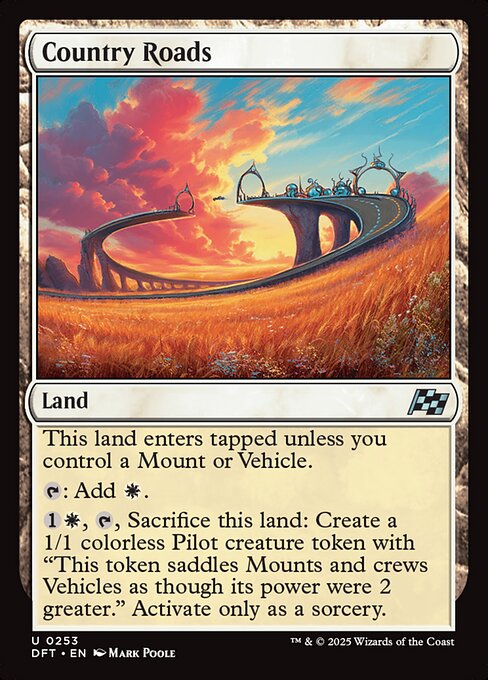 Country Roads
Land
This land enters tapped unless you
control a Mount or Vehicle.
: Add .
1, , Sacrifice this land: Create a
1/1 colorless Pilot creature token with
“This token saddles Mounts and crews
Vehicles as though its power were 2
greater.” Activate only as a sorcery.
U 0253
DFT • EN Mark Poole
™ & © 2025 Wizards of the Coast